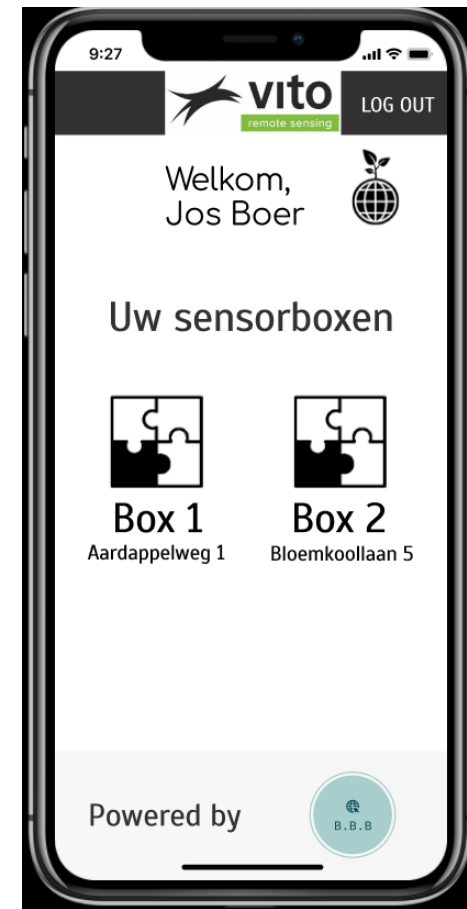 9:27
vito
remote sensing
LOG OUT
Welkom,
Jos Boer
Uw sensorboxen
Box 1
Aardappelweg 1
Box 2
Bloemkoollaan 5
Powered by
B.B.B